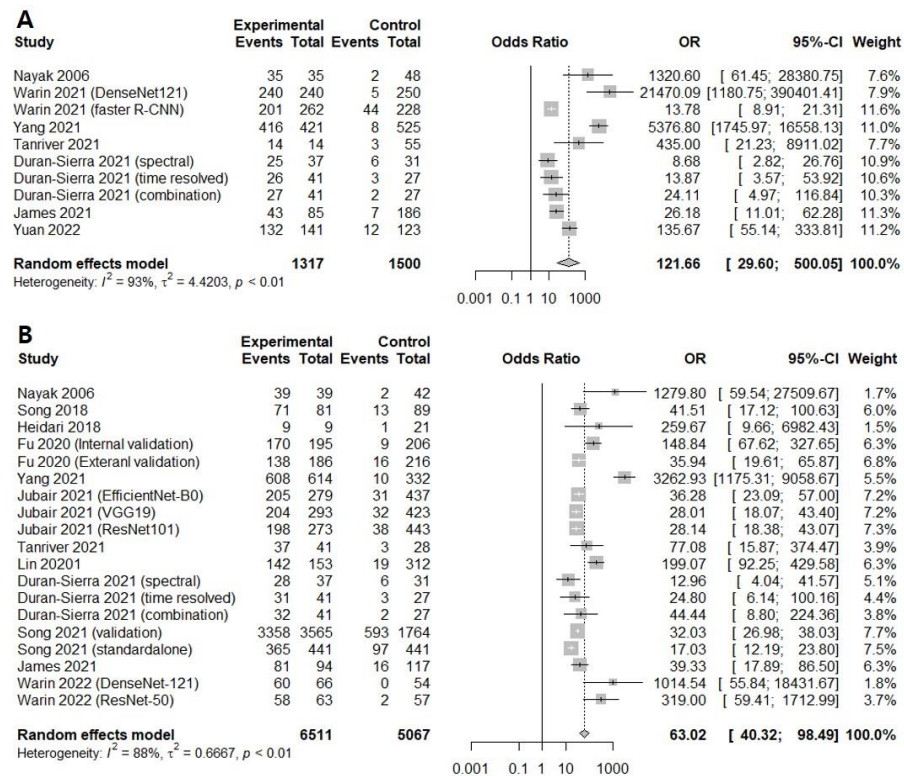 A
Experimental Control
Study Events Total Events Total Odds Ratio OR 95%-CI Weight
Nayak 2006 35 35 2 48 1320.60 [ 61.45; 28380.75] 7.6%
Warin 2021 (DenseNet121) 240 240 5 250 21470.09 [1180.75; 390401.41] 7.9%
Warin 2021 (faster R-CNN) 201 262 44 228 13.78 [ 8.91; 21.31] 11.6%
Yang 2021 416 421 8 525 5376.80 [1745.97; 16558.13] 11.0%
Tanriver 2021 14 14 3 55 435.00 [ 21.23; 8911.02] 7.7%
Duran-Sierra 2021 (spectral) 25 37 6 31 8.68 [ 2.82; 26.76] 10.9%
Duran-Sierra 2021 (time resolved) 26 41 3 27 13.87 [ 3.57; 53.92] 10.6%
Duran-Sierra 2021 (combination) 27 41 2 27 24.11 [ 4.97; 116.84] 10.2%
James 2021 43 85 7 186 26.18 [ 11.01; 62.28] 11.3%
Yuan 2022 132 141 12 123 135.67 [ 55.14; 333.81] 11.2%
Random effects model 1317 1500 121.66 [ 29.60; 500.05] 100.0%
Heterogeneity: I² = 93%, τ² = 4.4203, p < 0.01
0.001 0.1 1 10 1000
B
Experimental Control
Study Events Total Events Total Odds Ratio OR 95%-CI Weight
Nayak 2006 39 39 2 42 1279.80 [ 59.54; 27509.67] 1.7%
Song 2018 71 81 13 89 41.51 [ 17.12; 100.63] 6.0%
Heidari 2018 9 9 1 21 259.67 [ 9.66; 6982.43] 1.5%
Fu 2020 (Internal validation) 170 195 9 206 148.84 [ 67.62; 327.65] 6.3%
Fu 2020 (Exteranl validation) 138 186 16 216 35.94 [ 19.61; 65.87] 6.8%
Yang 2021 608 614 10 332 3262.93 [1175.31; 9058.67] 5.5%
Jubair 2021 (EfficientNet-B0) 205 279 31 437 36.28 [ 23.09; 57.00] 7.2%
Jubair 2021 (VGG19) 204 293 32 423 28.01 [ 18.07; 43.40] 7.2%
Jubair 2021 (ResNet101) 198 273 38 443 28.14 [ 18.38; 43.07] 7.2%
Tanriver 2021 37 41 3 28 77.08 [ 15.87; 374.47] 3.9%
Lin 20201 142 153 19 312 199.07 [ 92.25; 429.58] 6.3%
Duran-Sierra 2021 (spectral) 28 37 6 31 12.96 [ 4.04; 41.57] 5.1%
Duran-Sierra 2021 (time resolved) 31 41 3 27 24.80 [ 6.14; 100.16] 4.4%
Duran-Sierra 2021 (combination) 32 41 2 27 44.44 [ 8.80; 224.36] 3.8%
Song 2021 (validation) 3358 3565 593 1764 32.03 [ 26.98; 38.03] 7.7%
Song 2021 (standardalone) 365 441 97 441 17.03 [ 12.19; 23.80] 7.4%
James 2021 81 94 16 117 39.33 [ 17.89; 86.50] 6.3%
Warin 2022 (DenseNet-121) 60 66 0 54 1014.54 [ 55.84; 18431.67] 1.8%
Warin 2022 (ResNet-50) 58 63 2 57 319.00 [ 59.41; 1712.99] 3.7%
Random effects model 6511 5067 63.02 [ 40.32; 98.49] 100.0%
Heterogeneity: I² = 88%, τ² = 0.6667, p < 0.01
0.001 0.1 1 10 1000